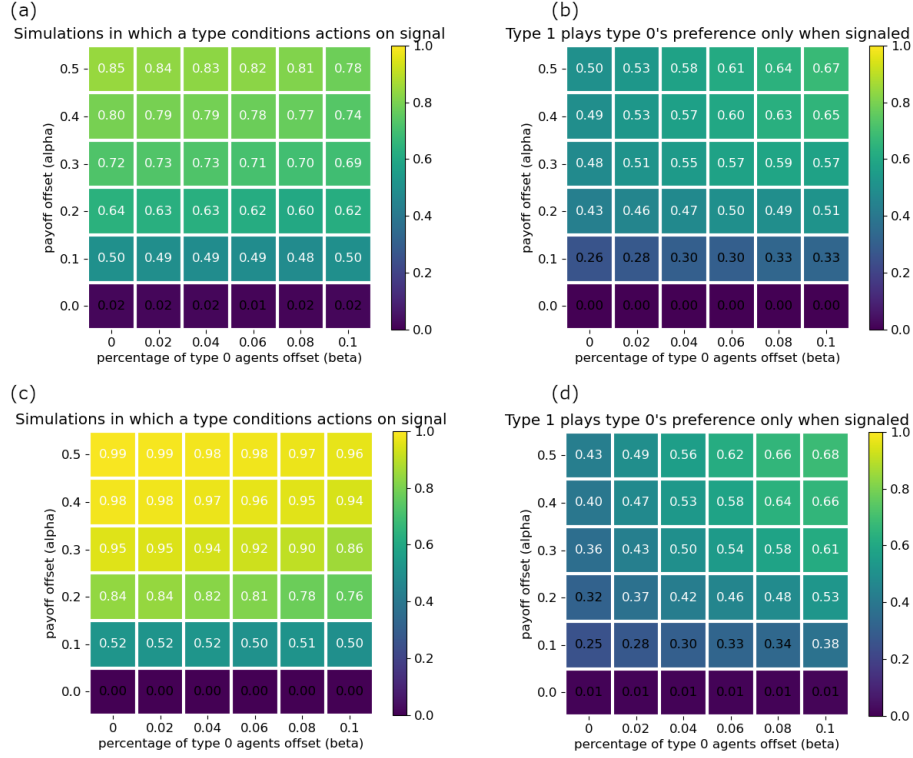 (a)
Simulations in which a type conditions actions on signal
payoff offset (alpha)
0.5 0.85 0.84 0.83 0.82 0.81 0.78
0.4 0.80 0.79 0.79 0.78 0.77 0.74
0.3 0.72 0.73 0.73 0.71 0.70 0.69
0.2 0.64 0.63 0.63 0.62 0.60 0.62
0.1 0.50 0.49 0.49 0.49 0.48 0.50
0.0 0.02 0.02 0.02 0.01 0.02 0.02
0 0.02 0.04 0.06 0.08 0.1
percentage of type 0 agents offset (beta)
1.0
0.8
0.6
0.4
0.2
0.0
(b)
Type 1 plays type 0's preference only when signaled
payoff offset (alpha)
0.5 0.50 0.53 0.58 0.61 0.64 0.67
0.4 0.49 0.53 0.57 0.60 0.63 0.65
0.3 0.48 0.51 0.55 0.57 0.59 0.57
0.2 0.43 0.46 0.47 0.50 0.49 0.51
0.1 0.26 0.28 0.30 0.30 0.33 0.33
0.0 0.00 0.00 0.00 0.00 0.00 0.00
0 0.02 0.04 0.06 0.08 0.1
percentage of type 0 agents offset (beta)
1.0
0.8
0.6
0.4
0.2
0.0
(c)
Simulations in which a type conditions actions on signal
payoff offset (alpha)
0.5 0.99 0.99 0.98 0.98 0.97 0.96
0.4 0.98 0.98 0.97 0.96 0.95 0.94
0.3 0.95 0.95 0.94 0.92 0.90 0.86
0.2 0.84 0.84 0.82 0.81 0.78 0.76
0.1 0.52 0.52 0.52 0.50 0.51 0.50
0.0 0.00 0.00 0.00 0.00 0.00 0.00
0 0.02 0.04 0.06 0.08 0.1
percentage of type 0 agents offset (beta)
1.0
0.8
0.6
0.4
0.2
0.0
(d)
Type 1 plays type 0's preference only when signaled
payoff offset (alpha)
0.5 0.43 0.49 0.56 0.62 0.66 0.68
0.4 0.40 0.47 0.53 0.58 0.64 0.66
0.3 0.36 0.43 0.50 0.54 0.58 0.61
0.2 0.32 0.37 0.42 0.46 0.48 0.53
0.1 0.25 0.28 0.30 0.33 0.34 0.38
0.0 0.01 0.01 0.01 0.01 0.01 0.01
0 0.02 0.04 0.06 0.08 0.1
percentage of type 0 agents offset (beta)
1.0
0.8
0.6
0.4
0.2
0.0